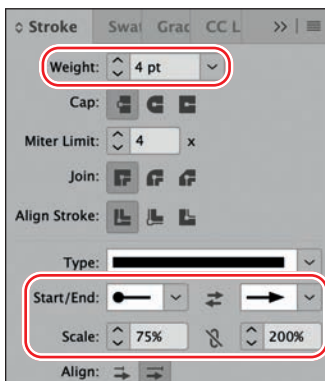 Stroke Swat Grac CC L
Weight: 4 pt
Cap:
Miter Limit: 4 x
Join:
Align Stroke:
Type:
Start/End:
Scale: 75% 200%
Align: